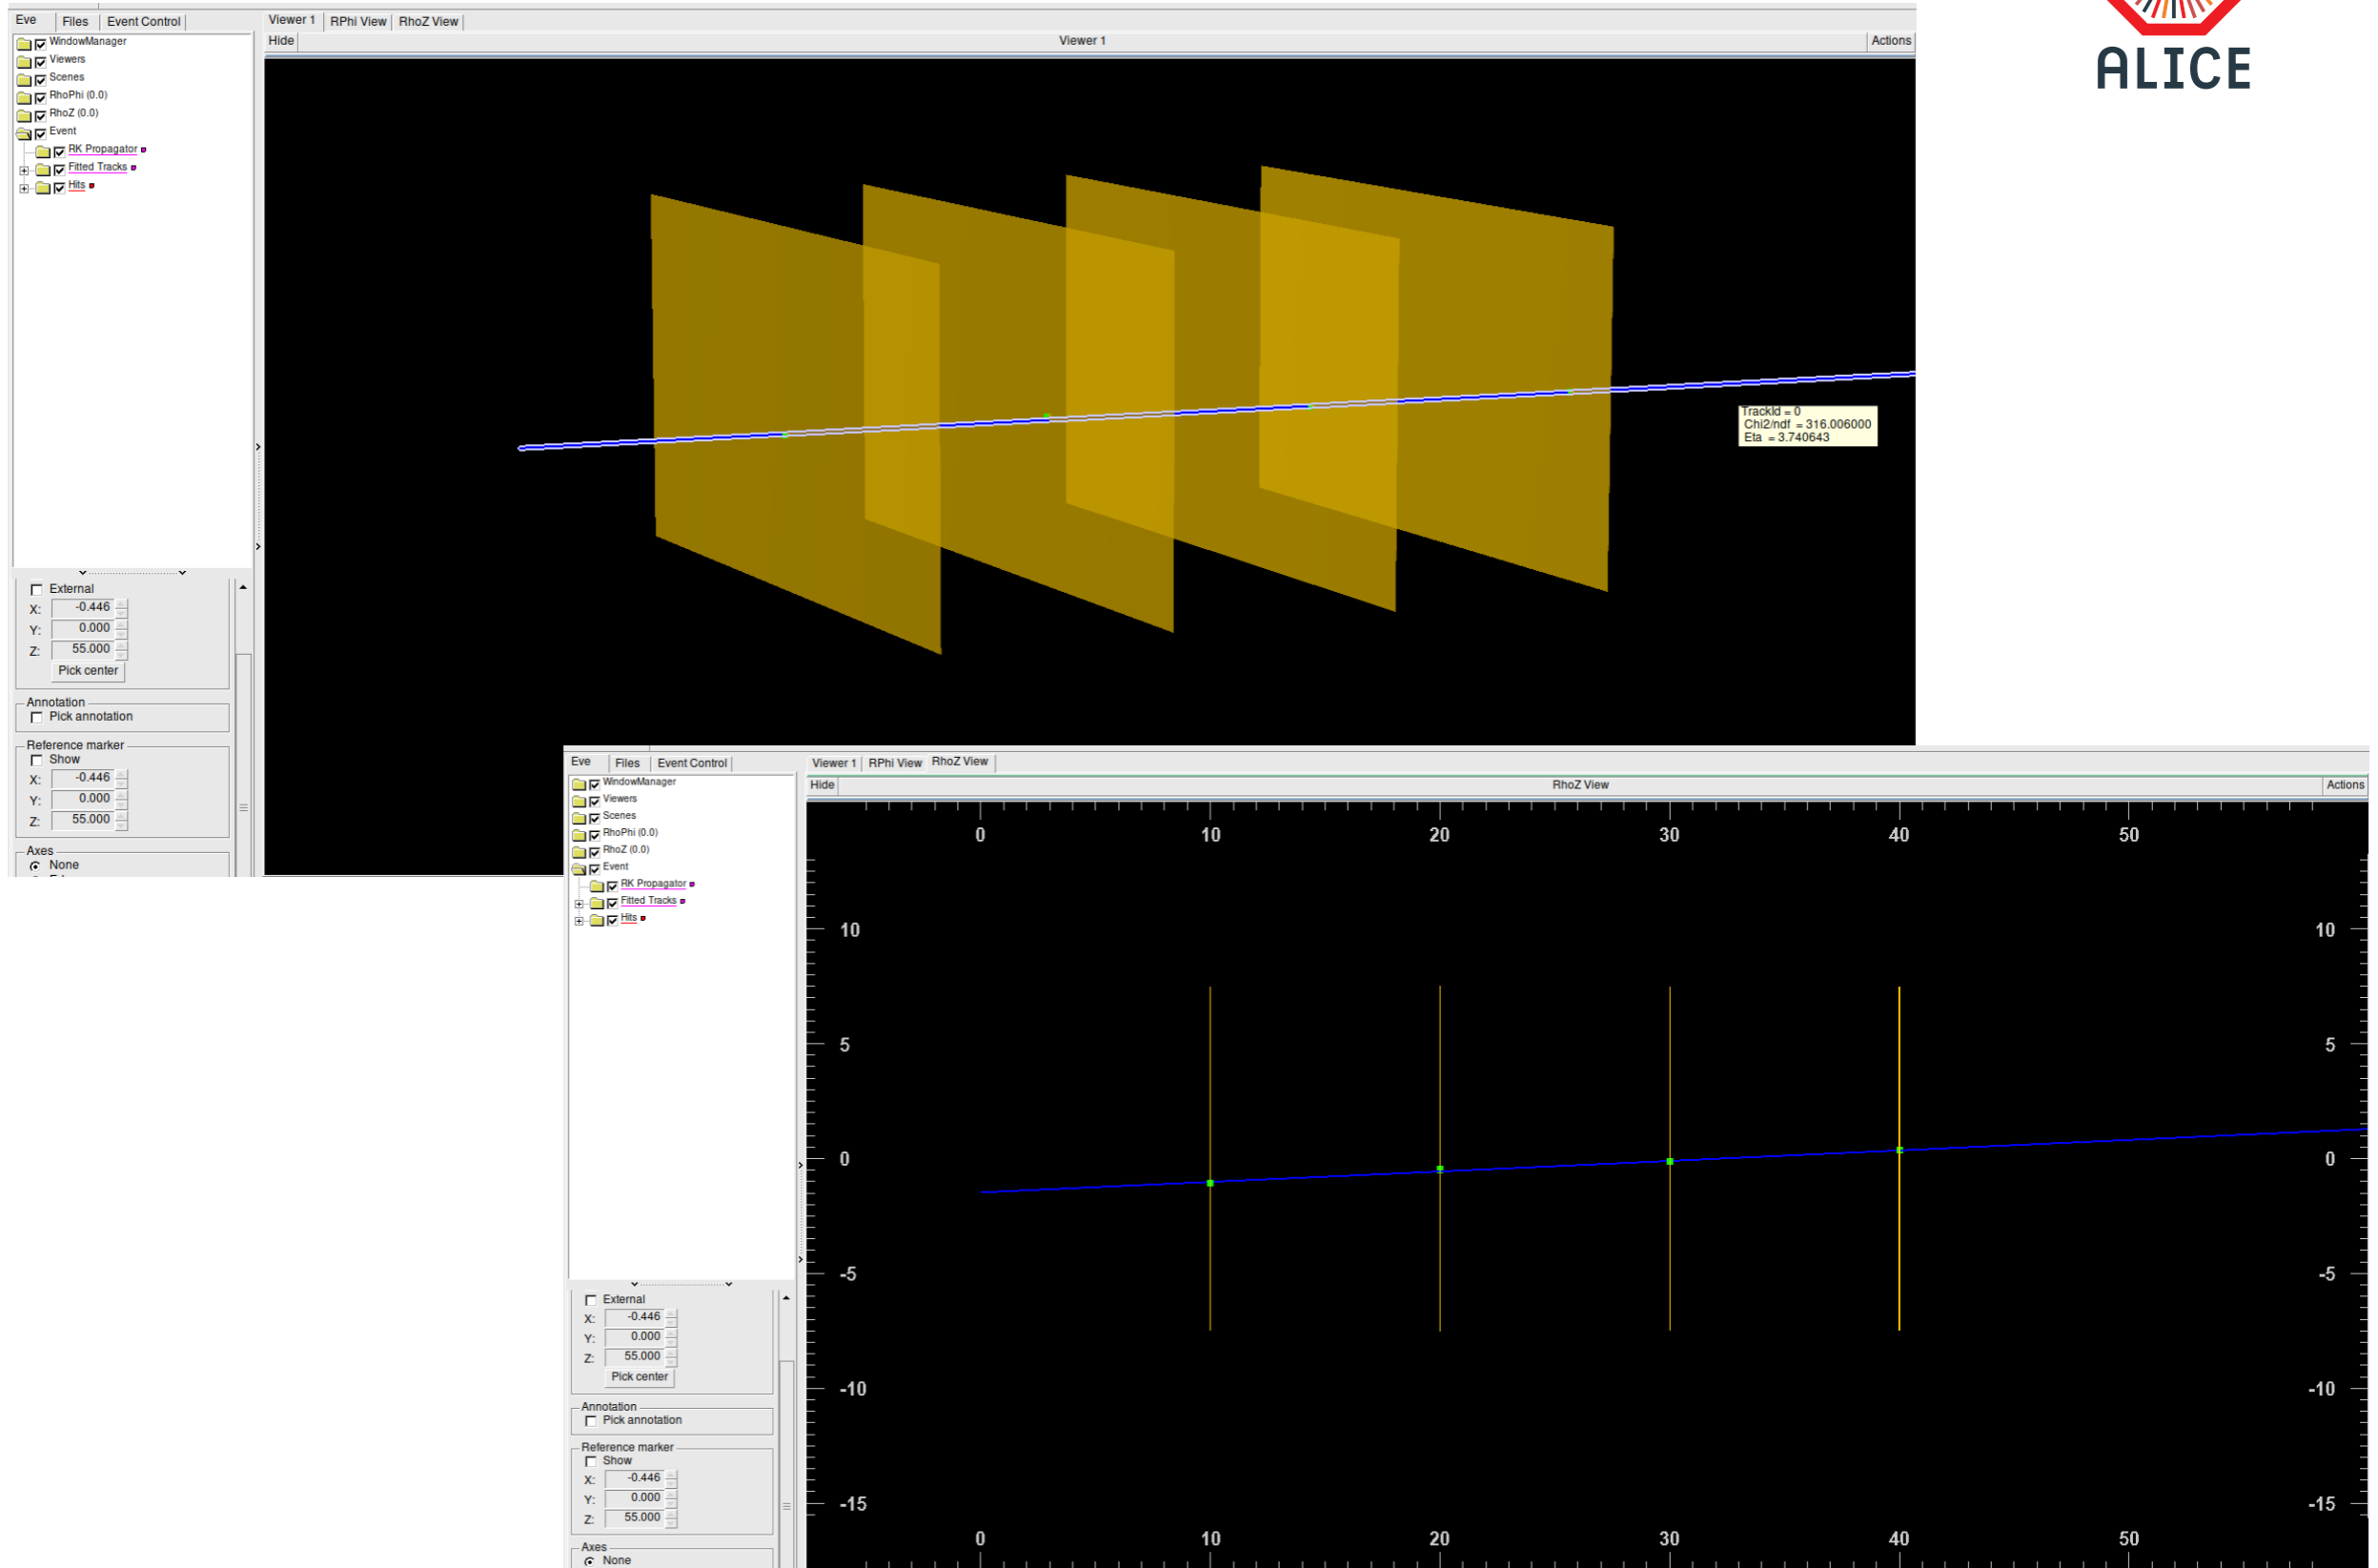 ALICE
Eve Files Event Control
Viewer 1 RPhi View RhoZ View
Hide Viewer 1 Actions
WindowManager
Viewers
Scenes
RhoPhi (0.0)
RhoZ (0.0)
Event
RK Propagator
Fitted Tracks
Hits
TrackId = 0
Chi2/ndf = 316.006000
Eta = 3.740643
External
X: -0.446
Y: 0.000
Z: 55.000
Pick center
Annotation
Pick annotation
Reference marker
Show
X: -0.446
Y: 0.000
Z: 55.000
Axes
None
Eve Files Event Control
Viewer 1 RPhi View RhoZ View
Hide RhoZ View Actions
WindowManager
Viewers
Scenes
RhoPhi (0.0)
RhoZ (0.0)
Event
RK Propagator
Fitted Tracks
Hits
External
X: -0.446
Y: 0.000
Z: 55.000
Pick center
Annotation
Pick annotation
Reference marker
Show
X: -0.446
Y: 0.000
Z: 55.000
Axes
None
0 10 20 30 40 50
10 10
5 5
0 0
-5 -5
-10 -10
-15 -15
0 10 20 30 40 50